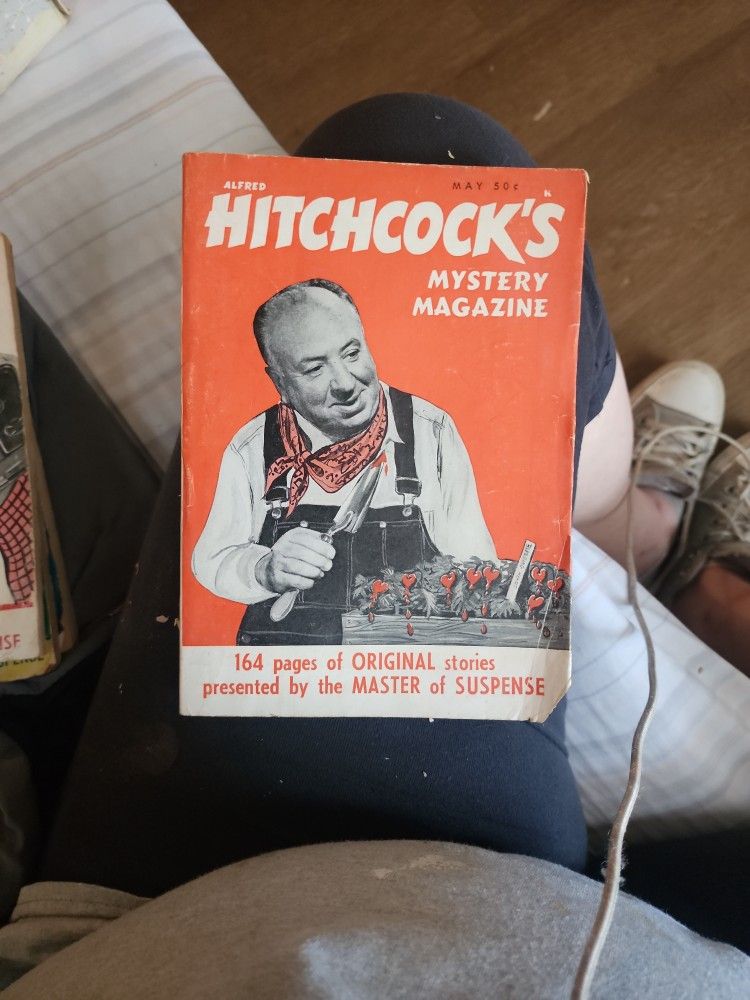 ALFRED
MAY 50¢
HITCHCOCK'S
MYSTERY
MAGAZINE
164 pages of ORIGINAL stories
presented by the MASTER of SUSPENSE